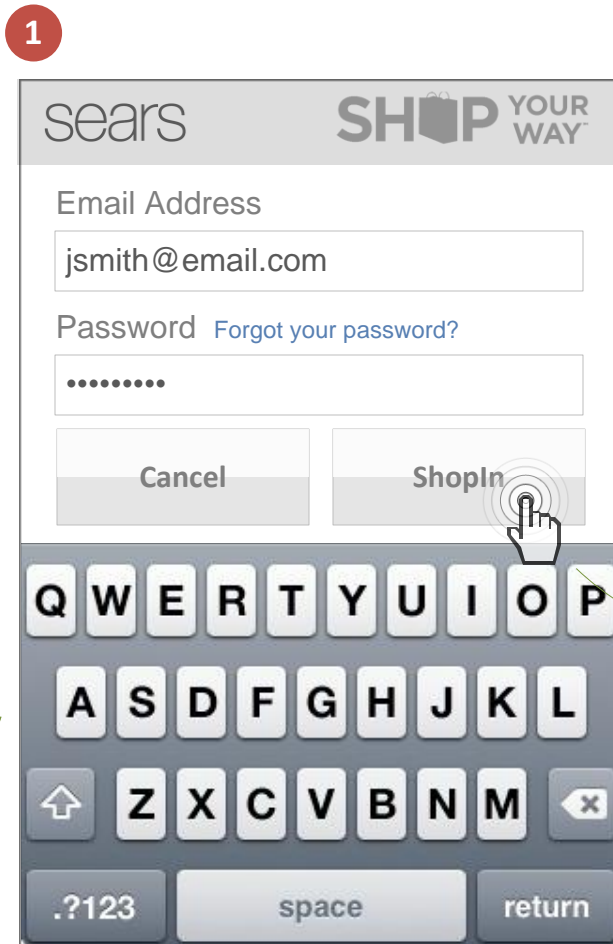 1
sears SHOP YOUR WAY
Email Address
jsmith@email.com
Password Forgot your password?
•••••••••
Cancel ShopIn
Q W E R T Y U I O P
A S D F G H J K L
Z X C V B N M
.?123 space return